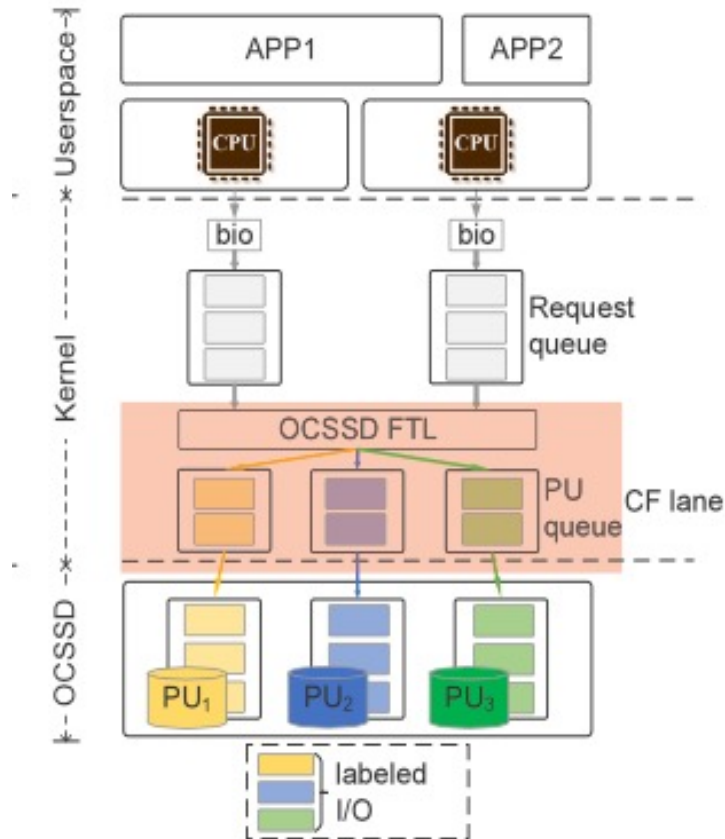 APP1
APP2
Userspace
CPU
CPU
bio
bio
Kernel
Request
queue
OCSSD FTL
PU
queue
CF lane
OCSSD
PU₁
PU₂
PU₃
labeled
I/O